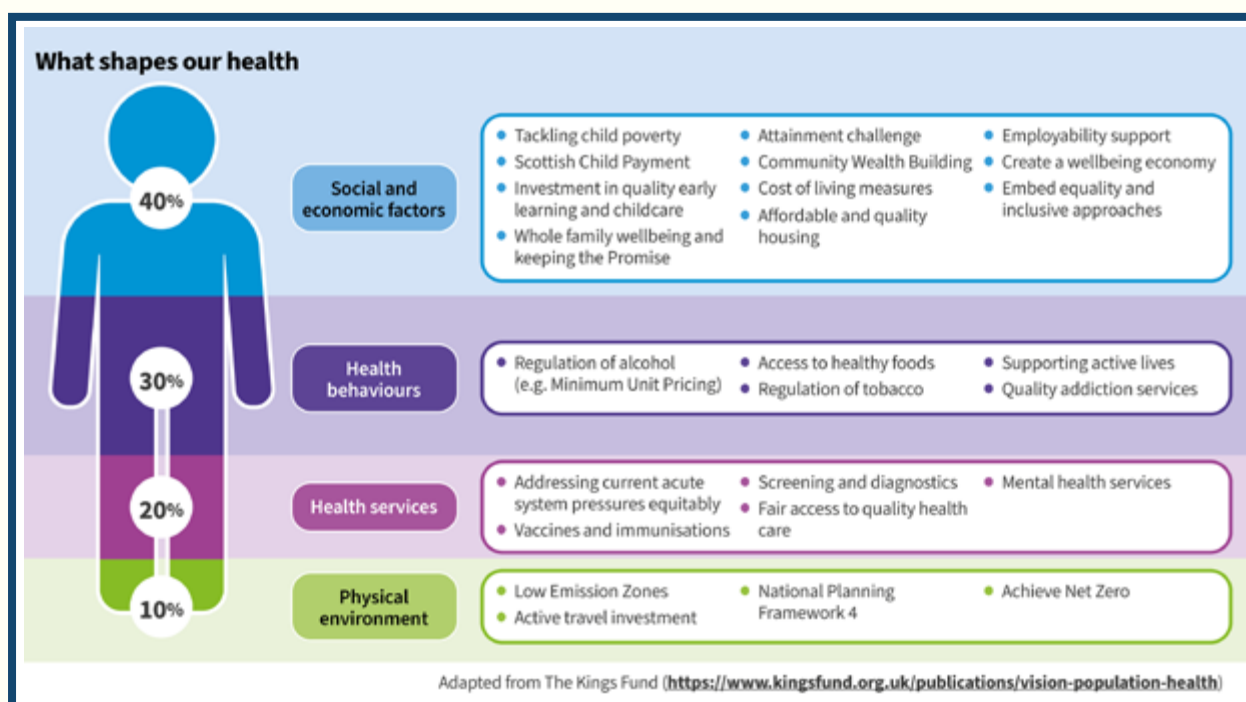 What shapes our health
40%
Social and
economic factors
• Tackling child poverty
• Scottish Child Payment
• Investment in quality early
learning and childcare
• Whole family wellbeing and
keeping the Promise
• Attainment challenge
• Community Wealth Building
• Cost of living measures
• Affordable and quality
housing
• Employability support
• Create a wellbeing economy
• Embed equality and
inclusive approaches
30%
Health
behaviours
• Regulation of alcohol
(e.g. Minimum Unit Pricing)
• Access to healthy foods
• Regulation of tobacco
• Supporting active lives
• Quality addiction services
20%
Health services
• Addressing current acute
system pressures equitably
• Vaccines and immunisations
• Screening and diagnostics
• Fair access to quality health
care
• Mental health services
10%
Physical
environment
• Low Emission Zones
• Active travel investment
• National Planning
Framework 4
• Achieve Net Zero
Adapted from The Kings Fund (https://www.kingsfund.org.uk/publications/vision-population-health)